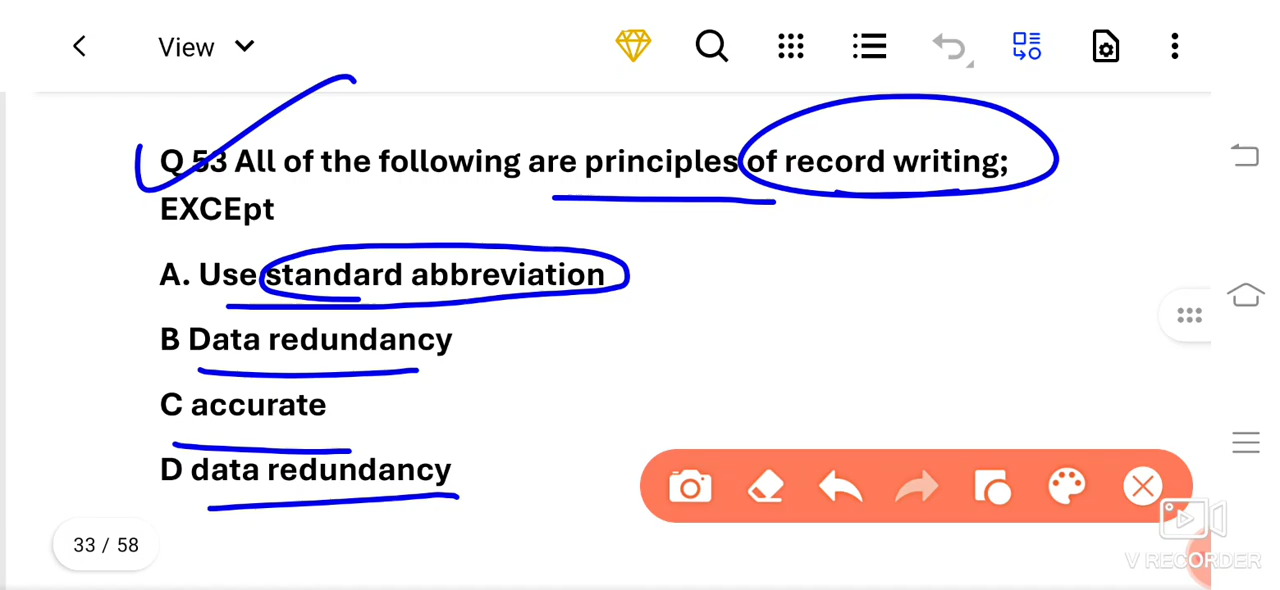 View
Q 53 All of the following are principles of record writing;
EXCEpt
A. Use standard abbreviation
B Data redundancy
C accurate
D data redundancy
33 / 58
V RECORDER